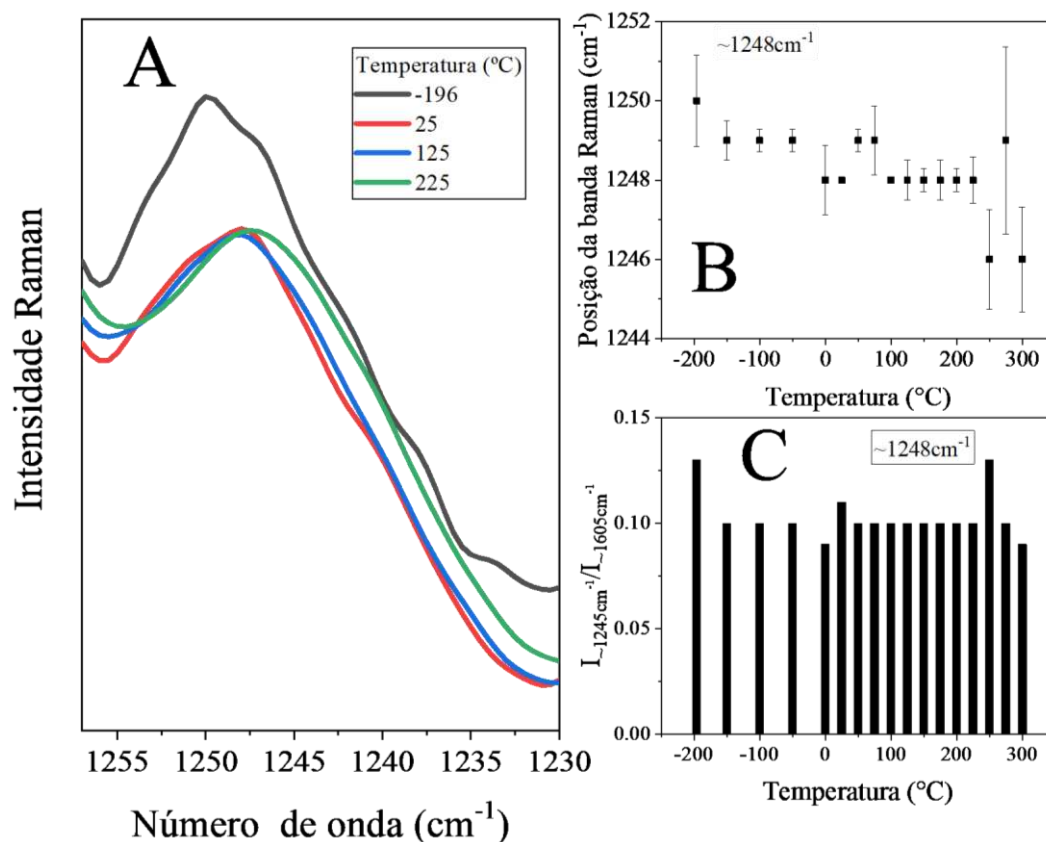 A
Temperatura (ºC)
-196
25
125
225
Intensidade Raman
1255 1250 1245 1240 1235 1230
Número de onda (cm⁻¹)
~1248cm⁻¹
B
Posição da banda Raman (cm⁻¹)
1252
1250
1248
1246
1244
-200 -100 0 100 200 300
Temperatura (°C)
C
~1248cm⁻¹
I~1245cm⁻¹/I~1605cm⁻¹
0.15
0.10
0.05
0.00
-200 -100 0 100 200 300
Temperatura (°C)